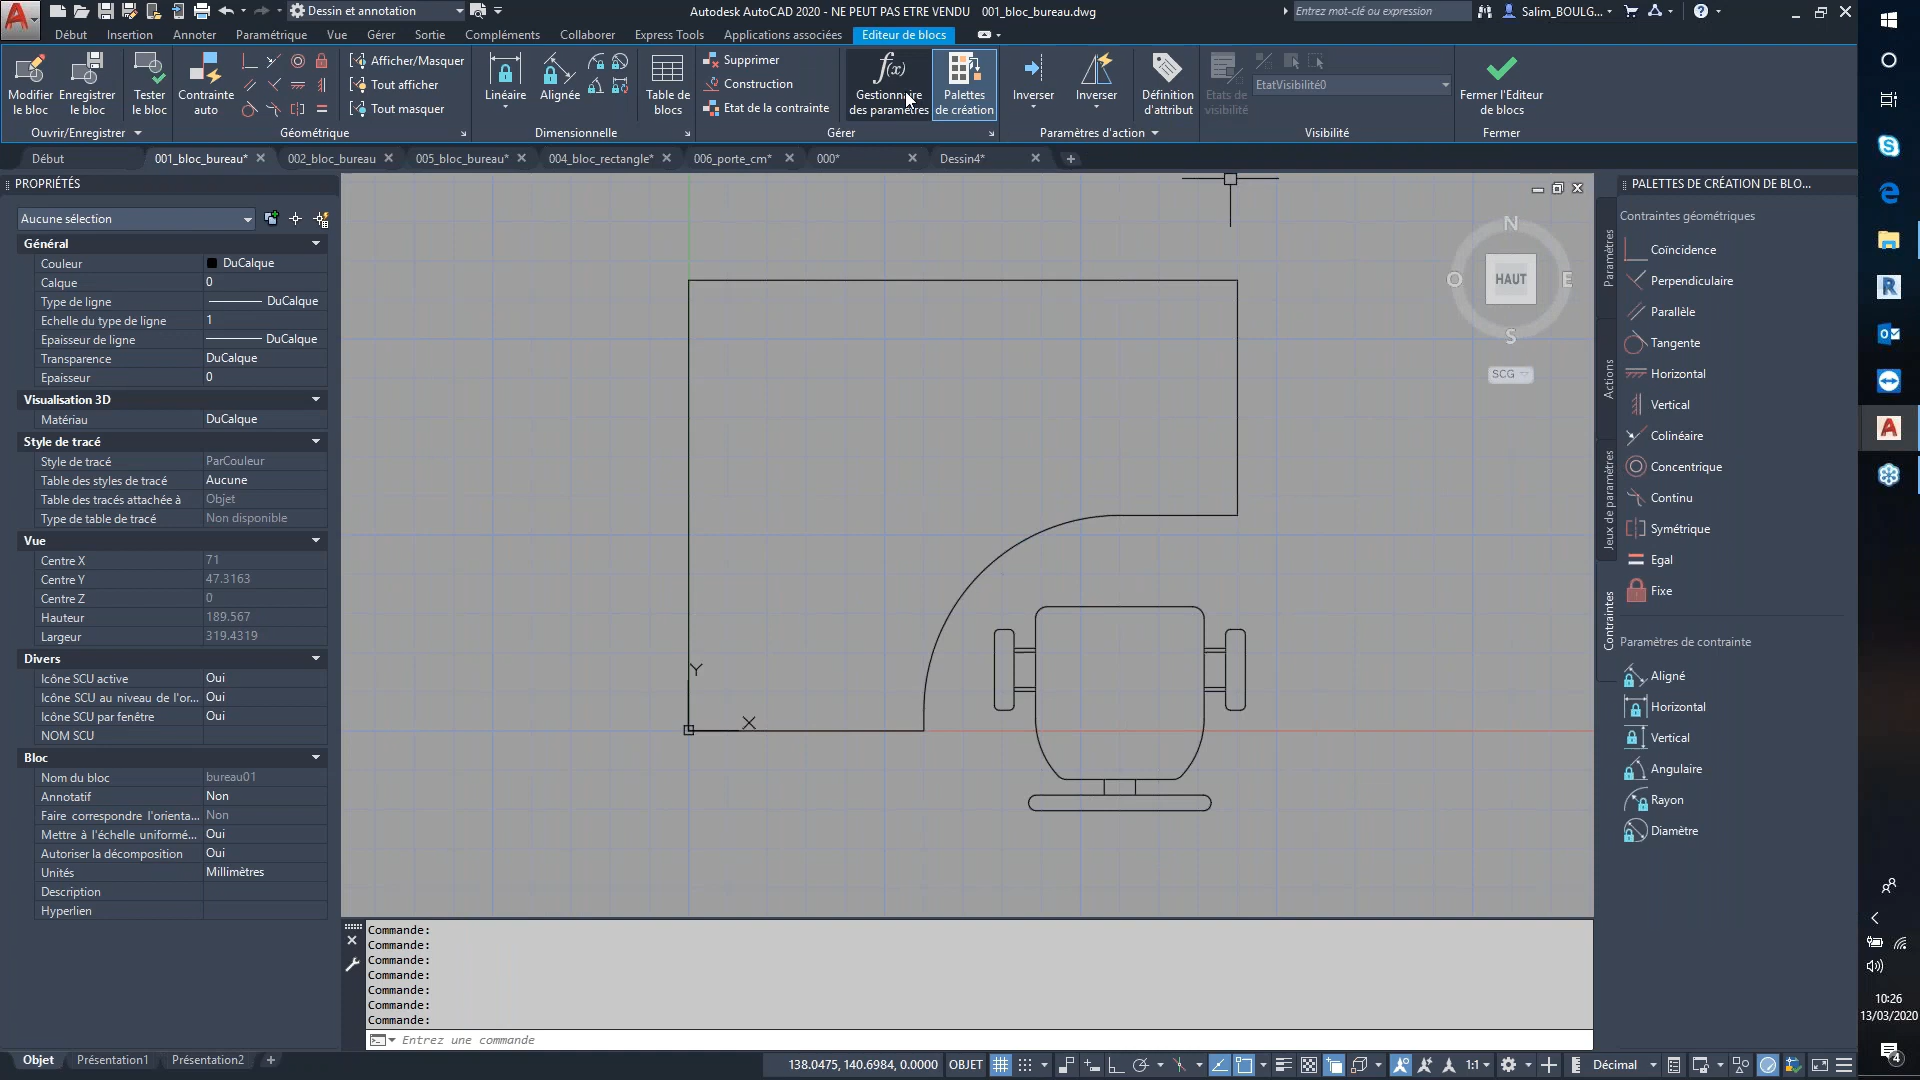 Dessin et annotation
Autodesk AutoCAD 2020 - NE PEUT PAS ETRE VENDU 001_bloc_bureau.dwg
Entrez mot-clé ou expression
Salim_BOULG...
Début Insertion Annoter Paramétrique Vue Gérer Sortie Compléments Collaborer Express Tools Applications associées Editeur de blocs
Modifier le bloc
Enregistrer le bloc
Tester le bloc
Ouvrir/Enregistrer
Contrainte auto
Afficher/Masquer
Tout afficher
Tout masquer
Géométrique
Linéaire
Alignée
Dimensionnelle
Table de blocs
Supprimer
Construction
Etat de la contrainte
f(x)
Gestionnaire des paramètres
Palettes de création
Gérer
Inverser
Inverser
Définition d'attribut
Paramètres d'action
Etats de visibilité
EtatVisibilité0
Visibilité
Fermer l'Editeur de blocs
Fermer
Début 001_bloc_bureau* 002_bloc_bureau 005_bloc_bureau* 004_bloc_rectangle* 006_porte_cm* 000* Dessin4*
PROPRIÉTÉS
Aucune sélection
Général
Couleur DuCalque
Calque 0
Type de ligne DuCalque
Echelle du type de ligne 1
Epaisseur de ligne DuCalque
Transparence DuCalque
Epaisseur 0
Visualisation 3D
Matériau DuCalque
Style de tracé
Style de tracé ParCouleur
Table des styles de tracé Aucune
Table des tracés attachée à Objet
Type de table de tracé Non disponible
Vue
Centre X 71
Centre Y 47.3163
Centre Z 0
Hauteur 189.567
Largeur 319.4319
Divers
Icône SCU active Oui
Icône SCU au niveau de l'or... Oui
Icône SCU par fenêtre Oui
NOM SCU
Bloc
Nom du bloc bureau01
Annotatif Non
Faire correspondre l'orienta... Non
Mettre à l'échelle uniformé... Oui
Autoriser la décomposition Oui
Unités Millimètres
Description
Hyperlien
Y
X
N
O HAUT E
S
SCG
PALETTES DE CRÉATION DE BLO...
Paramètres
Actions
Jeux de paramètres
Contraintes
Contraintes géométriques
Coïncidence
Perpendiculaire
Parallèle
Tangente
Horizontal
Vertical
Colinéaire
Concentrique
Continu
Symétrique
Egal
Fixe
Paramètres de contrainte
Aligné
Horizontal
Vertical
Angulaire
Rayon
Diamètre
Commande:
Commande:
Commande:
Commande:
Commande:
Commande:
Commande:
Entrez une commande
Objet Présentation1 Présentation2
138.0475, 140.6984, 0.0000 OBJET
1:1
Décimal
10:26
13/03/2020
4